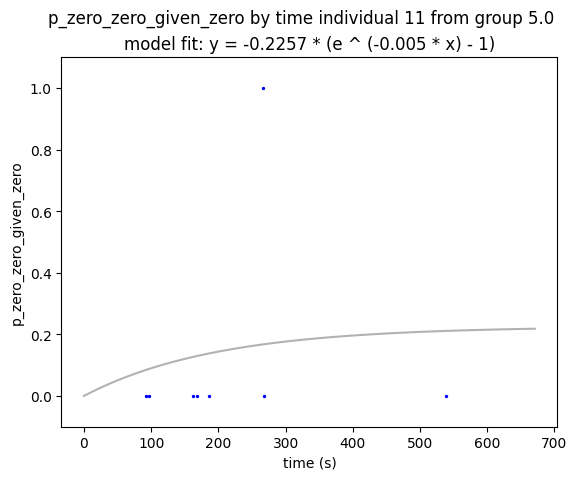 p_zero_zero_given_zero by time individual 11 from group 5.0
model fit: y = -0.2257 * (e ^ (-0.005 * x) - 1)
p_zero_zero_given_zero
1.0
0.8
0.6
0.4
0.2
0.0
0 100 200 300 400 500 600 700
time (s)